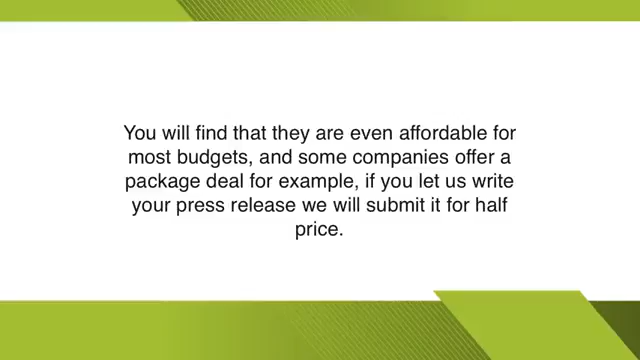 You will find that they are even affordable for
most budgets, and some companies offer a
package deal for example, if you let us write
your press release we will submit it for half
price.